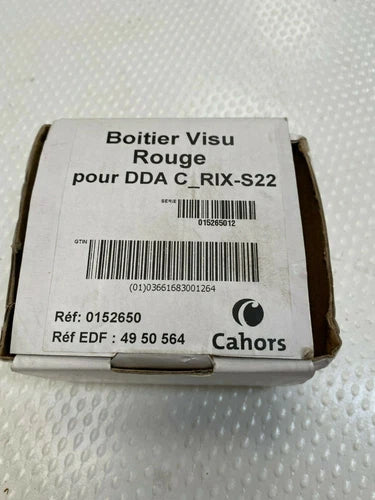 Boitier Visu
Rouge
pour DDA C_RIX-S22
SERIE
015265012
GTIN
(01)03661683001264
Réf: 0152650
Réf EDF : 49 50 564
Cahors